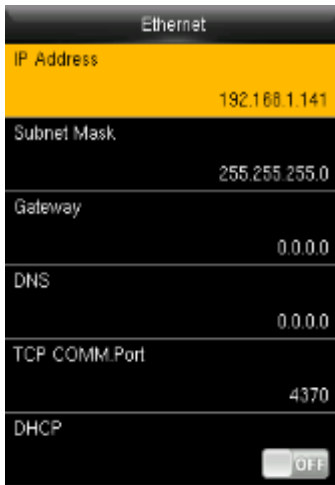 Ethernet
IP Address
192.168.1.141
Subnet Mask
255.255.255.0
Gateway
0.0.0.0
DNS
0.0.0.0
TCP COMM.Port
4370
DHCP
OFF